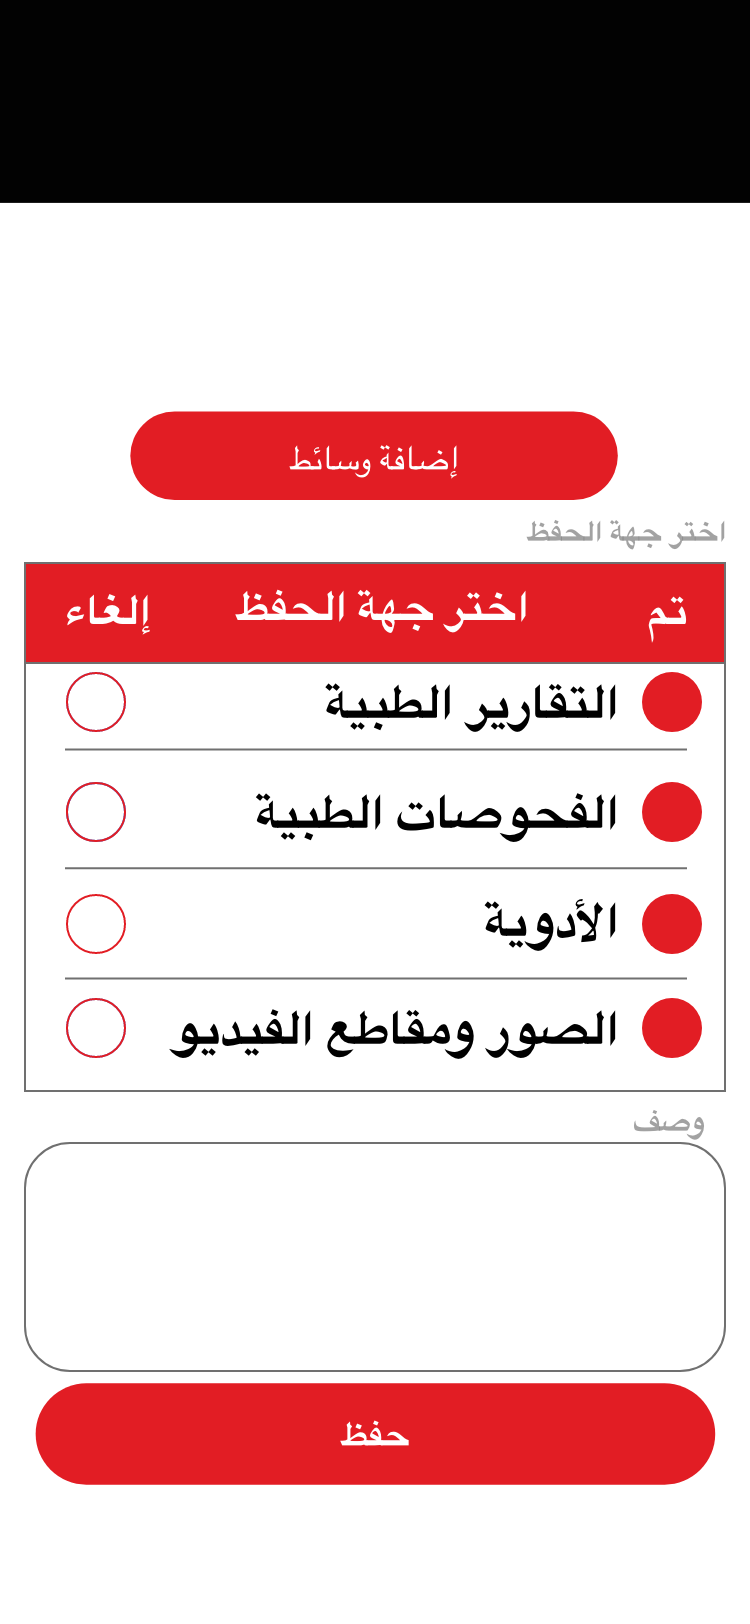 إضافة وسائط
اختر جهة الحفظ
تم اختر جهة الحفظ إلغاء
التقارير الطبية
الفحوصات الطبية
الأدوية
الصور ومقاطع الفيديو
وصف
حفظ